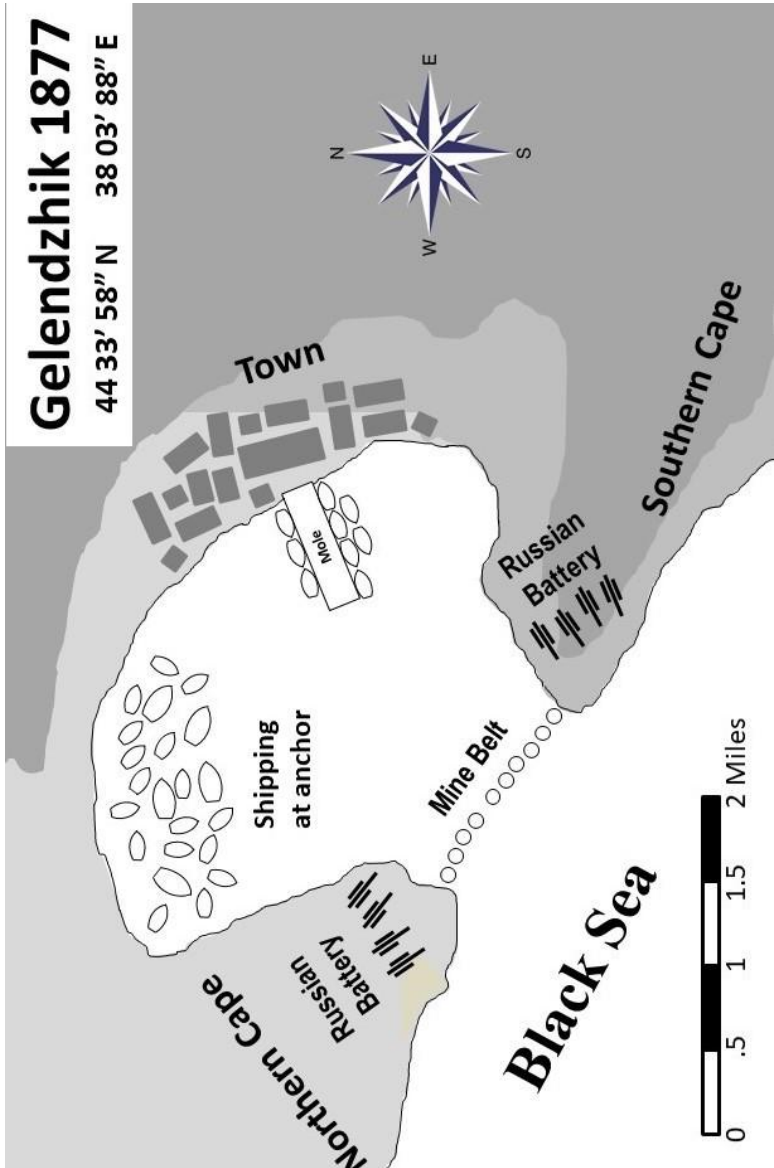 Gelendzhik 1877
44 33’ 58” N 38 03’ 88” E
N
E
S
W
Town
Mole
Shipping
at anchor
Mine Belt
Russian
Battery
Southern Cape
Russian
Battery
Northern Cape
Black Sea
0 .5 1 1.5 2 Miles